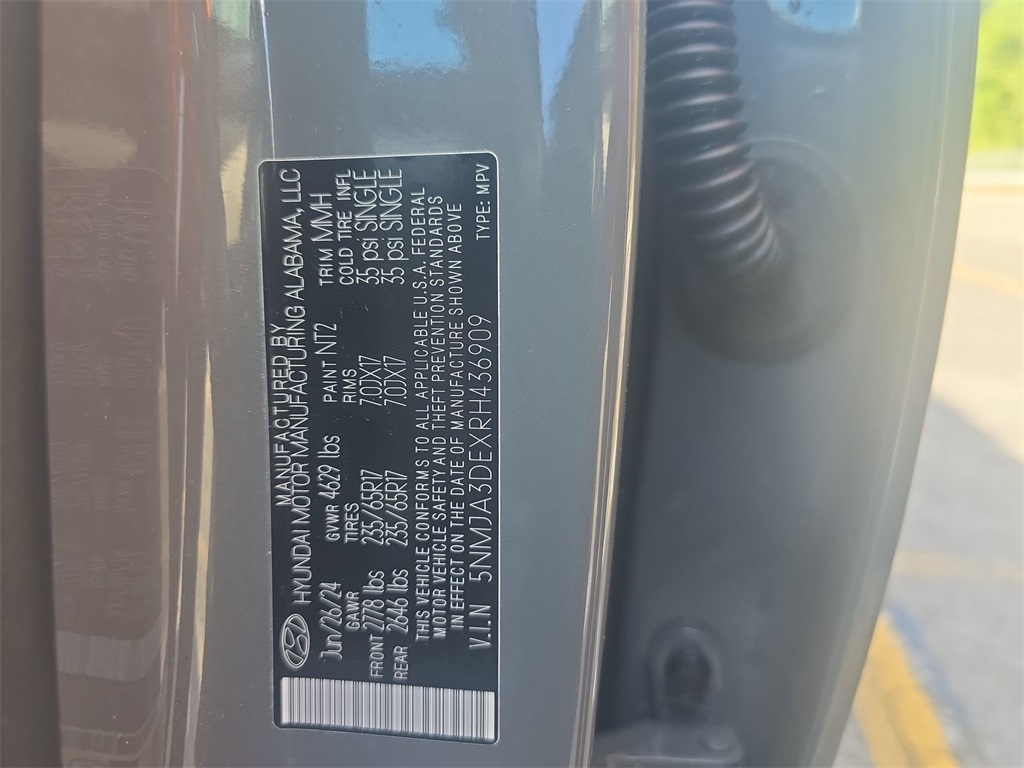 MANUFACTURED BY
HYUNDAI MOTOR MANUFACTURING ALABAMA, LLC
Jun/26/24 GVWR 4629 lbs PAINT NT2 TRIM MMH
GAWR TIRES RIMS COLD TIRE INFL
FRONT 2778 lbs 235/65R17 7.0JX17 35 psi SINGLE
REAR 2646 lbs 235/65R17 7.0JX17 35 psi SINGLE
THIS VEHICLE CONFORMS TO ALL APPLICABLE U.S.A. FEDERAL
MOTOR VEHICLE SAFETY AND THEFT PREVENTION STANDARDS
IN EFFECT ON THE DATE OF MANUFACTURE SHOWN ABOVE
V.I.N 5NMJA3DEXRH436909 TYPE: MPV